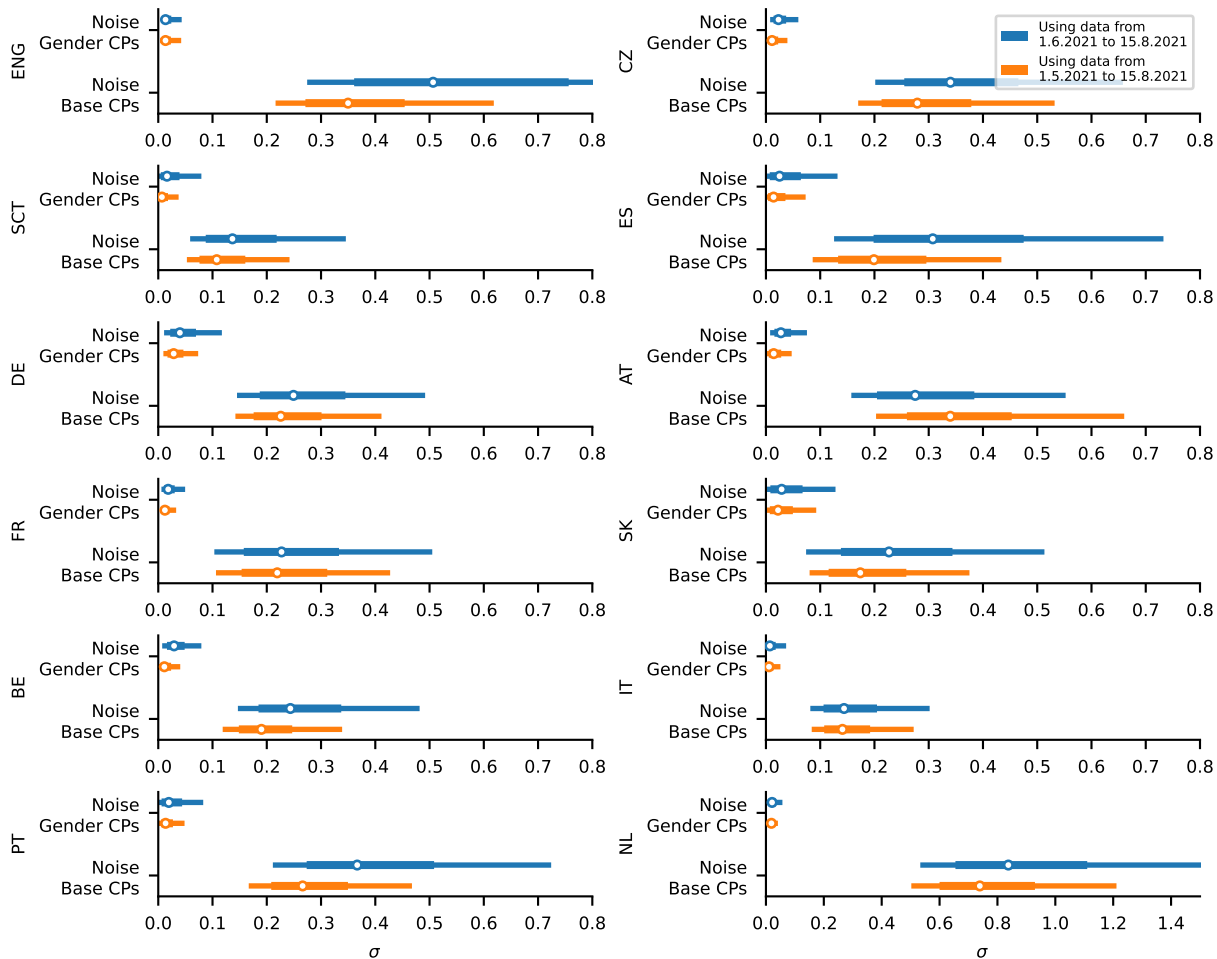 ENG
Noise
Gender CPs
Noise
Base CPs
0.0 0.1 0.2 0.3 0.4 0.5 0.6 0.7 0.8
CZ
Noise
Gender CPs
Noise
Base CPs
0.0 0.1 0.2 0.3 0.4 0.5 0.6 0.7 0.8
Using data from
1.6.2021 to 15.8.2021
Using data from
1.5.2021 to 15.8.2021
SCT
Noise
Gender CPs
Noise
Base CPs
0.0 0.1 0.2 0.3 0.4 0.5 0.6 0.7 0.8
ES
Noise
Gender CPs
Noise
Base CPs
0.0 0.1 0.2 0.3 0.4 0.5 0.6 0.7 0.8
DE
Noise
Gender CPs
Noise
Base CPs
0.0 0.1 0.2 0.3 0.4 0.5 0.6 0.7 0.8
AT
Noise
Gender CPs
Noise
Base CPs
0.0 0.1 0.2 0.3 0.4 0.5 0.6 0.7 0.8
FR
Noise
Gender CPs
Noise
Base CPs
0.0 0.1 0.2 0.3 0.4 0.5 0.6 0.7 0.8
SK
Noise
Gender CPs
Noise
Base CPs
0.0 0.1 0.2 0.3 0.4 0.5 0.6 0.7 0.8
BE
Noise
Gender CPs
Noise
Base CPs
0.0 0.1 0.2 0.3 0.4 0.5 0.6 0.7 0.8
IT
Noise
Gender CPs
Noise
Base CPs
0.0 0.1 0.2 0.3 0.4 0.5 0.6 0.7 0.8
PT
Noise
Gender CPs
Noise
Base CPs
0.0 0.1 0.2 0.3 0.4 0.5 0.6 0.7 0.8
σ
NL
Noise
Gender CPs
Noise
Base CPs
0.0 0.2 0.4 0.6 0.8 1.0 1.2 1.4
σ